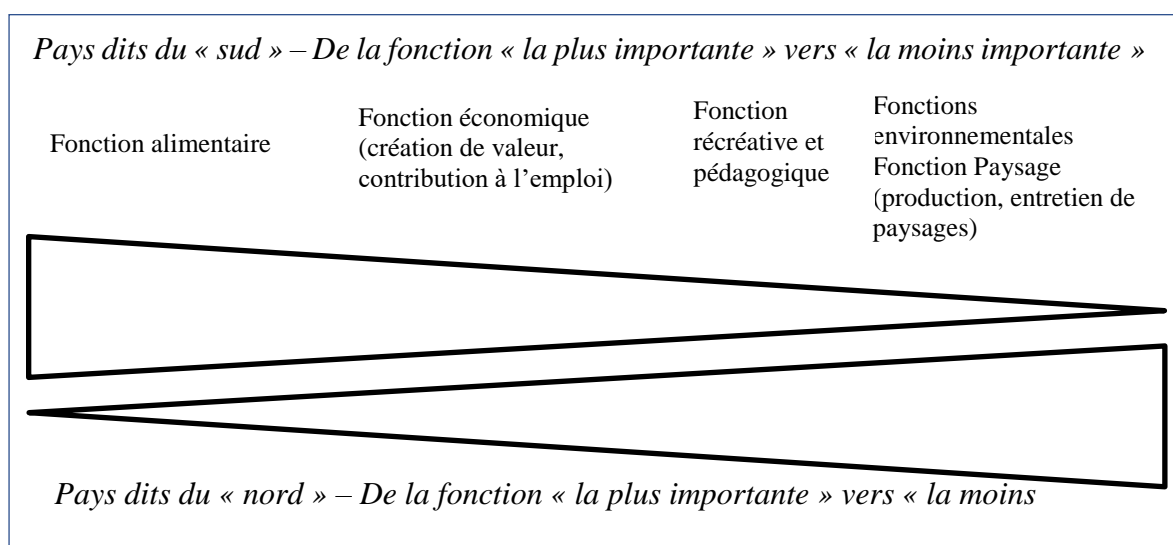 Pays dits du « sud » – De la fonction « la plus importante » vers « la moins importante »
Fonction alimentaire
Fonction économique
(création de valeur,
contribution à l’emploi)
Fonction
récréative et
pédagogique
Fonctions
environnementales
Fonction Paysage
(production, entretien de
paysages)
Pays dits du « nord » – De la fonction « la plus importante » vers « la moins